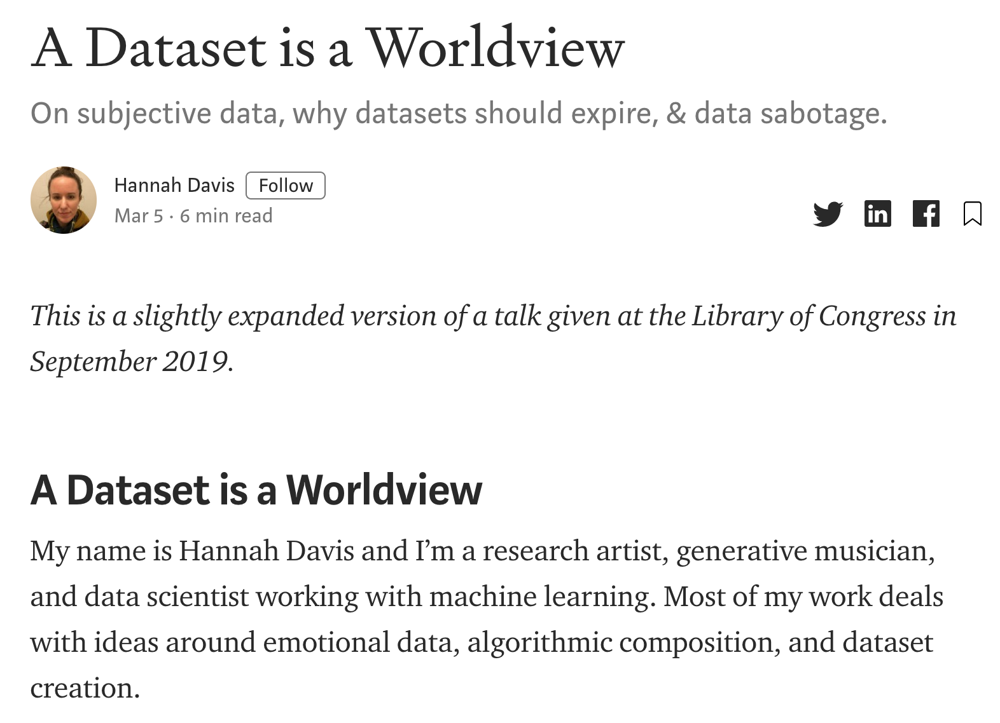 A Dataset is a Worldview
On subjective data, why datasets should expire, & data sabotage.
Hannah Davis Follow
Mar 5 · 6 min read
in
This is a slightly expanded version of a talk given at the Library of Congress in
September 2019.
A Dataset is a Worldview
My name is Hannah Davis and I’m a research artist, generative musician,
and data scientist working with machine learning. Most of my work deals
with ideas around emotional data, algorithmic composition, and dataset
creation.